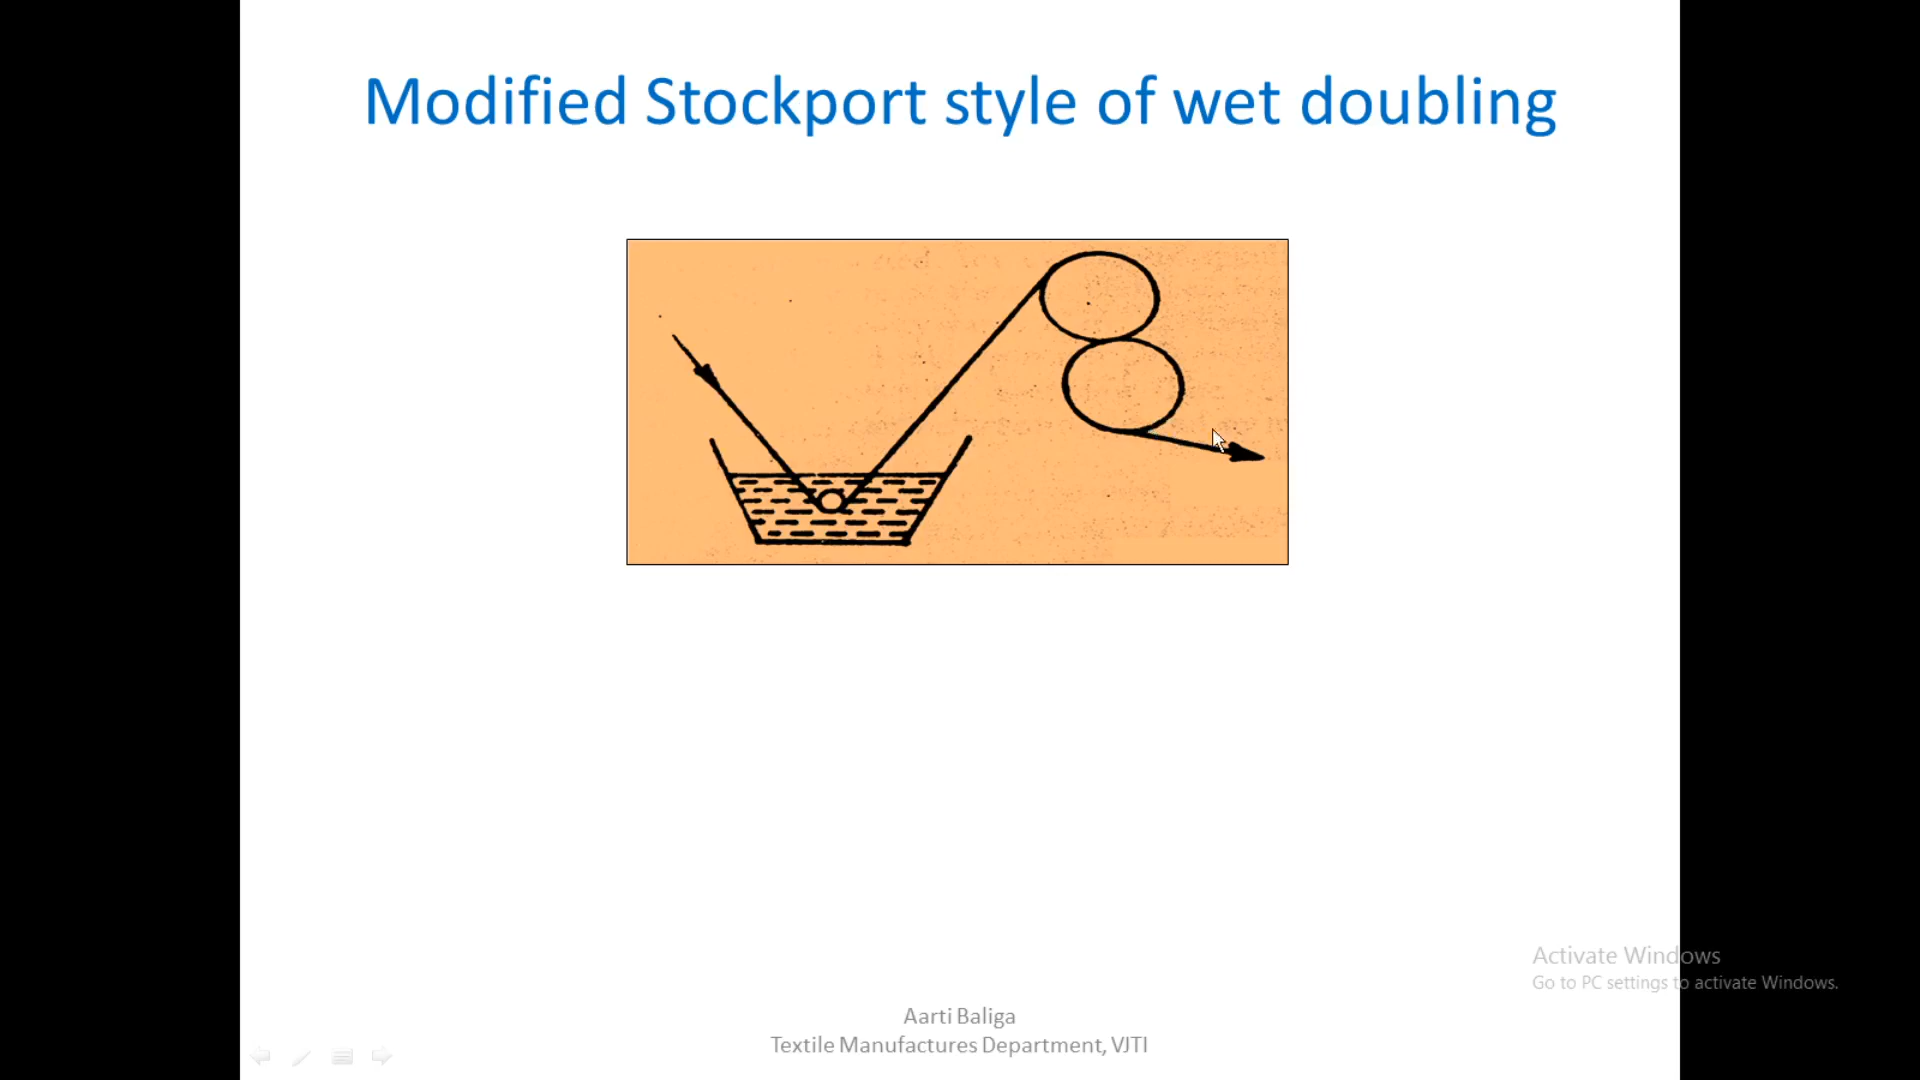 Modified Stockport style of wet doubling
Activate Windows
Go to PC settings to activate Windows.
Aarti Baliga
Textile Manufactures Department, VJTI